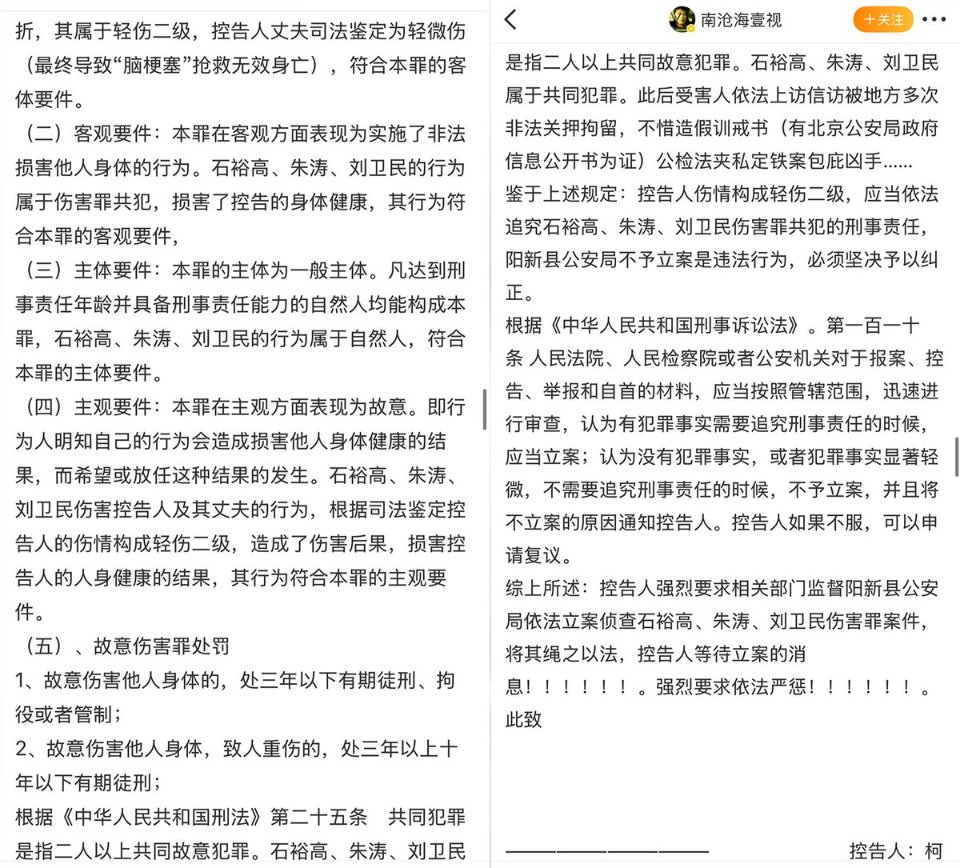 折，其属于轻伤二级，控告人丈夫司法鉴定为轻微伤
（最终导致“脑梗塞”抢救无效身亡），符合本罪的客
体要件。
（二）客观要件：本罪在客观方面表现为实施了非法
损害他人身体的行为。石裕高、朱涛、刘卫民的行为
属于伤害罪共犯，损害了控告的身体健康，其行为符
合本罪的客观要件，
（三）主体要件：本罪的主体为一般主体。凡达到刑
事责任年龄并具备刑事责任能力的自然人均能构成本
罪，石裕高、朱涛、刘卫民的行为属于自然人，符合
本罪的主体要件。
（四）主观要件：本罪在主观方面表现为故意。即行
为人明知自己的行为会造成损害他人身体健康的结
果，而希望或放任这种结果的发生。石裕高、朱涛、
刘卫民伤害控告人及其丈夫的行为，根据司法鉴定控
告人的伤情构成轻伤二级，造成了伤害后果，损害控
告人的人身健康的结果，其行为符合本罪的主观要
件。
（五）、故意伤害罪处罚
1、故意伤害他人身体的，处三年以下有期徒刑、拘
役或者管制；
2、故意伤害他人身体，致人重伤的，处三年以上十
年以下有期徒刑；
根据《中华人民共和国刑法》第二十五条　共同犯罪
是指二人以上共同故意犯罪。石裕高、朱涛、刘卫民
南沧海壹视
＋关注
是指二人以上共同故意犯罪。石裕高、朱涛、刘卫民
属于共同犯罪。此后受害人依法上访信访被地方多次
非法关押拘留，不惜造假训戒书（有北京公安局政府
信息公开书为证）公检法夹私定铁案包庇凶手......
鉴于上述规定：控告人伤情构成轻伤二级，应当依法
追究石裕高、朱涛、刘卫民伤害罪共犯的刑事责任，
阳新县公安局不予立案是违法行为，必须坚决予以纠
正。
根据《中华人民共和国刑事诉讼法》。第一百一十
条 人民法院、人民检察院或者公安机关对于报案、控
告、举报和自首的材料，应当按照管辖范围，迅速进
行审查，认为有犯罪事实需要追究刑事责任的时候，
应当立案；认为没有犯罪事实，或者犯罪事实显著轻
微，不需要追究刑事责任的时候，不予立案，并且将
不立案的原因通知控告人。控告人如果不服，可以申
请复议。
综上所述：控告人强烈要求相关部门监督阳新县公安
局依法立案侦查石裕高、朱涛、刘卫民伤害罪案件，
将其绳之以法，控告人等待立案的消
息！！！！！！。强烈要求依法严惩！！！！！！。
此致
————————————　控告人：柯